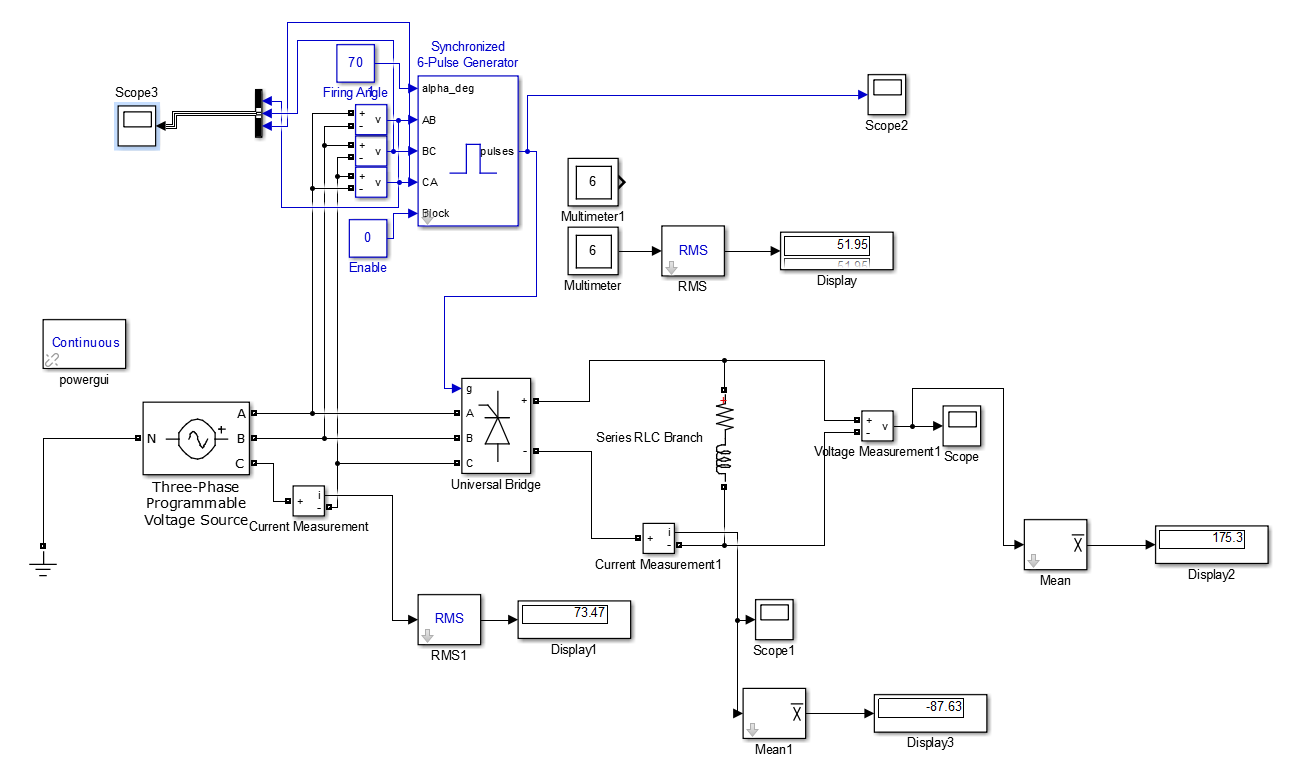 Synchronized
6-Pulse Generator
70
Firing Angle
Scope3
alpha_deg
+
-
v
AB
+
-
v
BC
pulses
+
-
v
CA
Block
0
Enable
Scope2
6
Multimeter1
6
Multimeter
RMS
RMS
51.95
51.95
Display
Continuous
powergui
N
+
A
B
C
Three-Phase
Programmable
Voltage Source
+
i
-
Current Measurement
g
A
B
C
+
-
Universal Bridge
+
Series RLC Branch
+
-
v
Voltage Measurement1
Scope
+
i
-
Current Measurement1
X
Mean
175.3
Display2
RMS
RMS1
73.47
Display1
Scope1
X
Mean1
-87.63
Display3